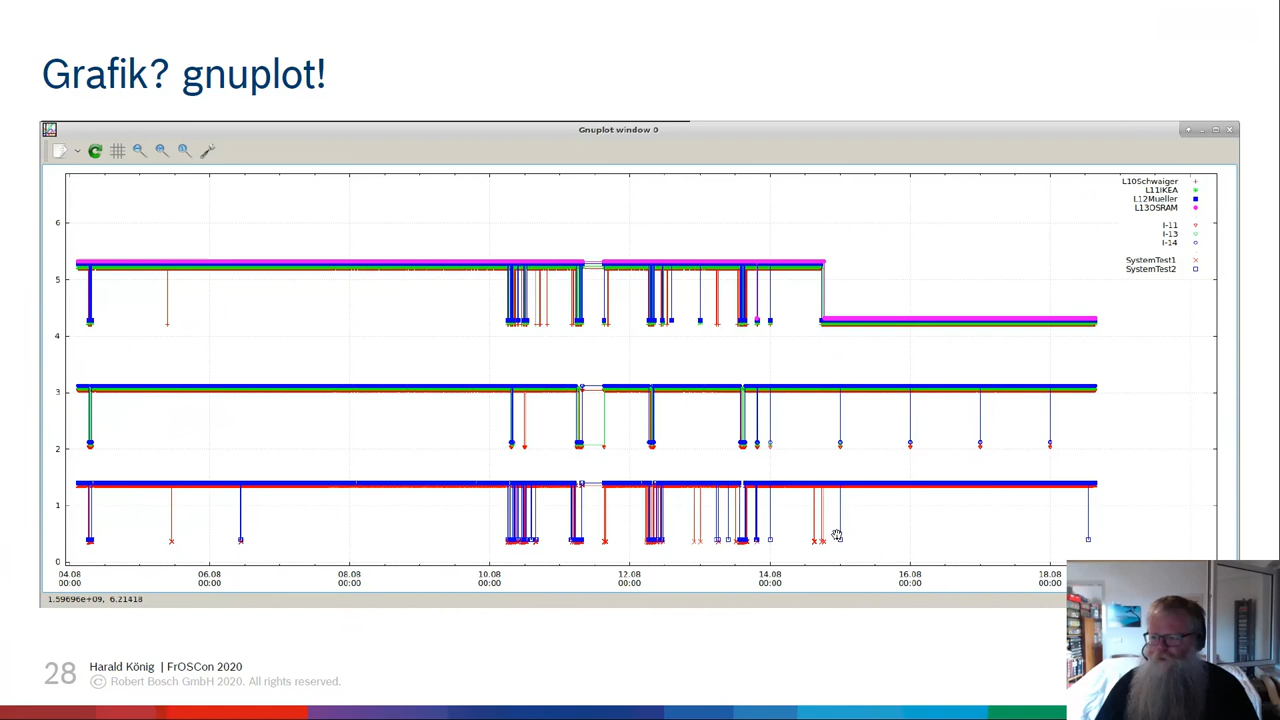 Grafik? gnuplot!
Gnuplot window 0
L10Schwaiger
L11IKEA
L12Mueller
L13OSRAM
I-11
I-13
I-14
SystemTest1
SystemTest2
6
5
4
3
2
1
0
04.08 06.08 08.08 10.08 12.08 14.08 16.08 18.08
00:00 00:00 00:00 00:00 00:00 00:00 00:00 00:00
1.59696e+09, 6.21418
28
Harald König | FrOSCon 2020
© Robert Bosch GmbH 2020. All rights reserved.